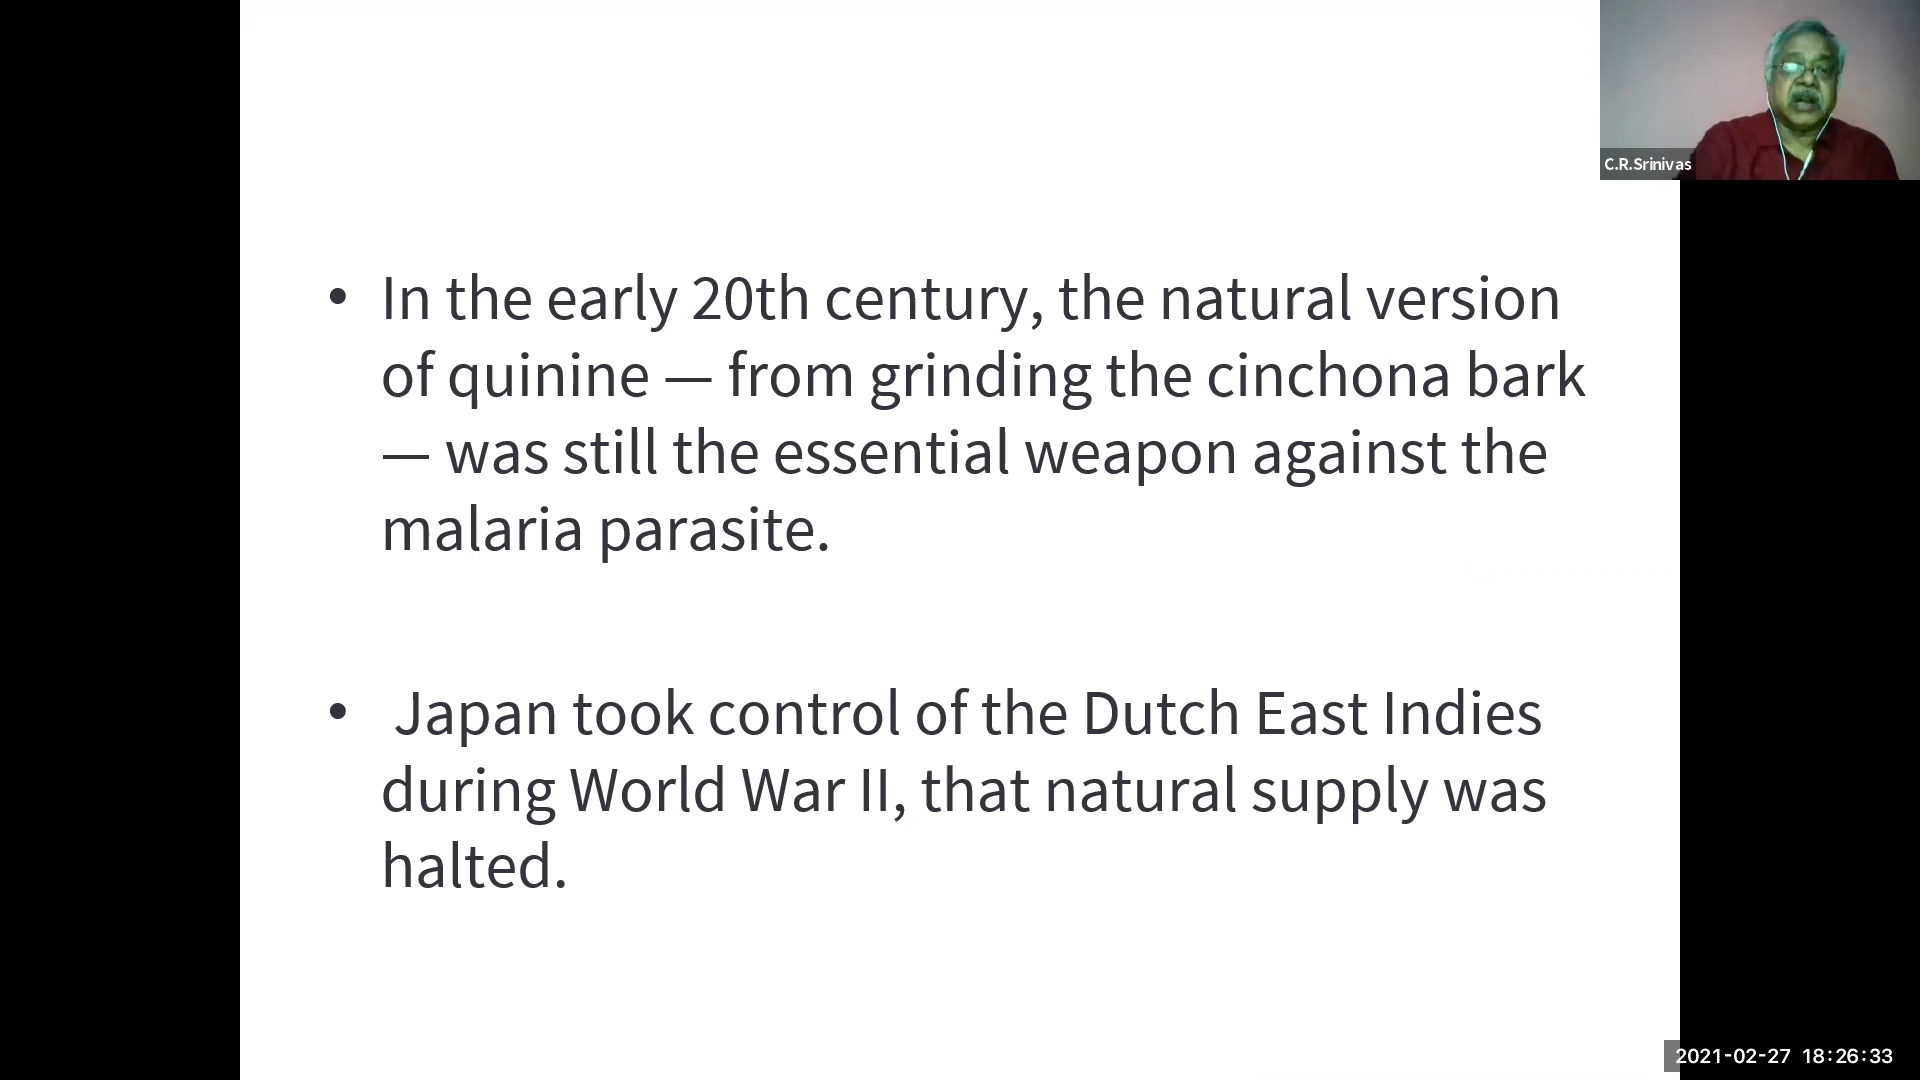 C.R.Srinivas
• In the early 20th century, the natural version
of quinine — from grinding the cinchona bark
— was still the essential weapon against the
malaria parasite.
• Japan took control of the Dutch East Indies
during World War II, that natural supply was
halted.
2021-02-27 18:26:33